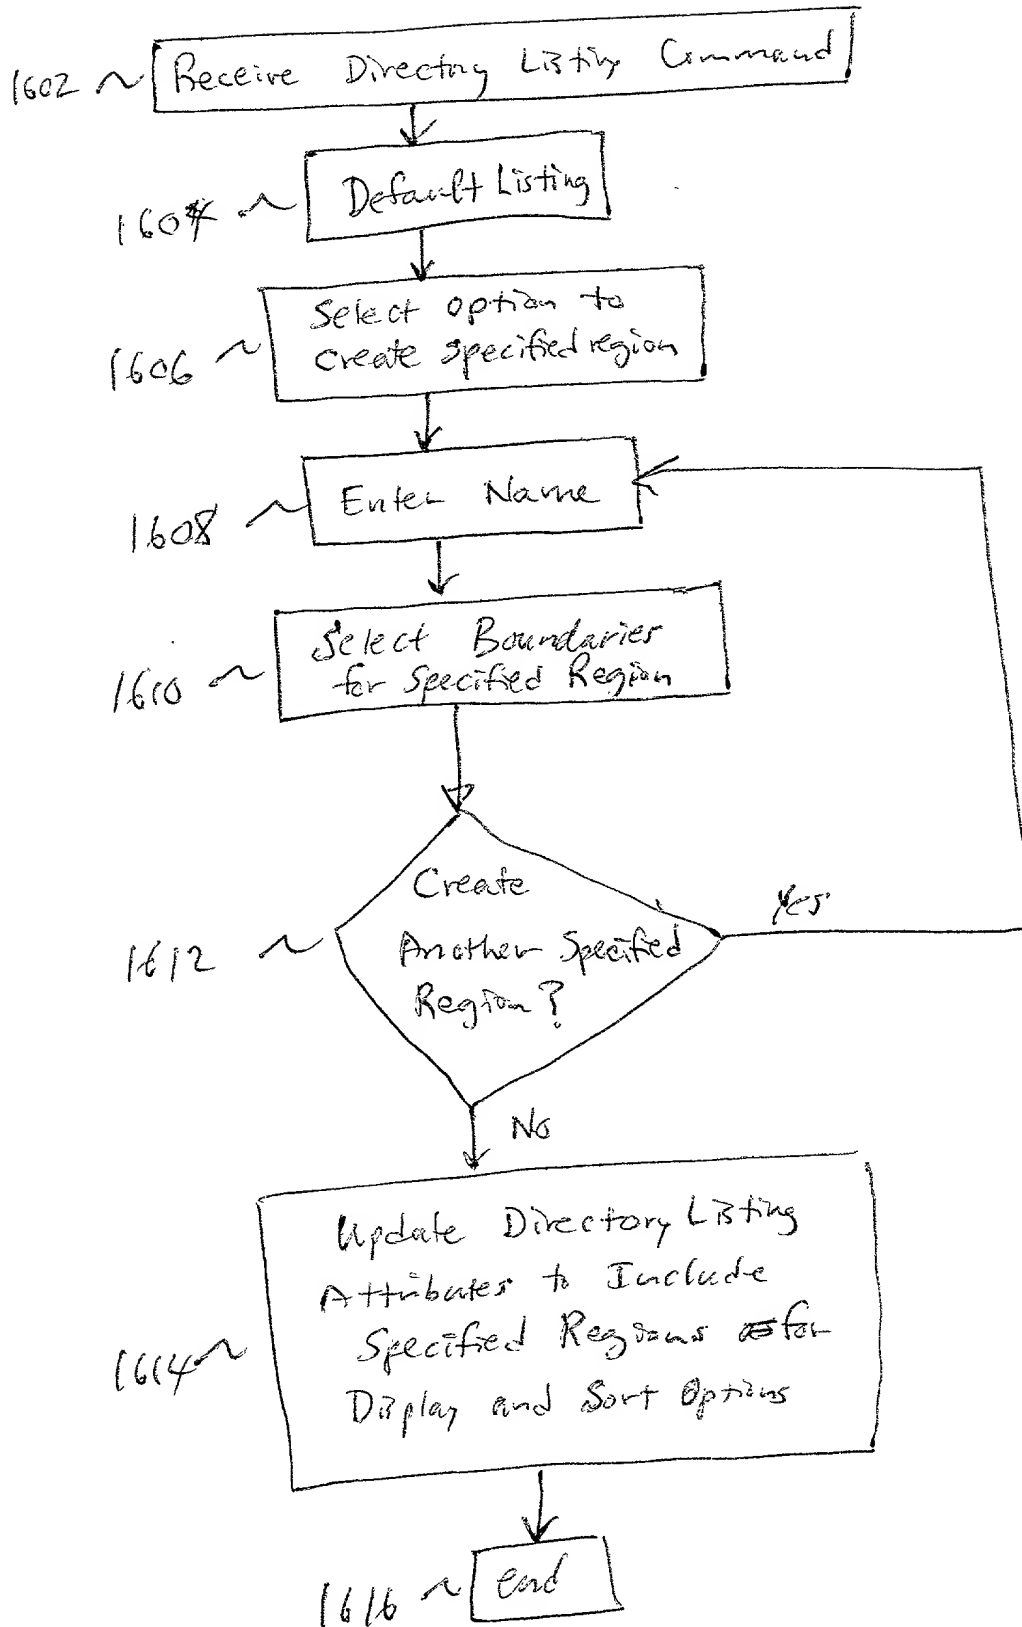 1602 Receive Directory Listing Command
Default Listing
1604
Select option to
1606 create specified region
Enter Name
1608
Select Boundaries
1610 for Specified Region
Create
Yes
1612 Another Specified
Region?
No
Update Directory Listing
Attributes to Include
Specified Regions for
1614
Display and Sort Options
1616 end